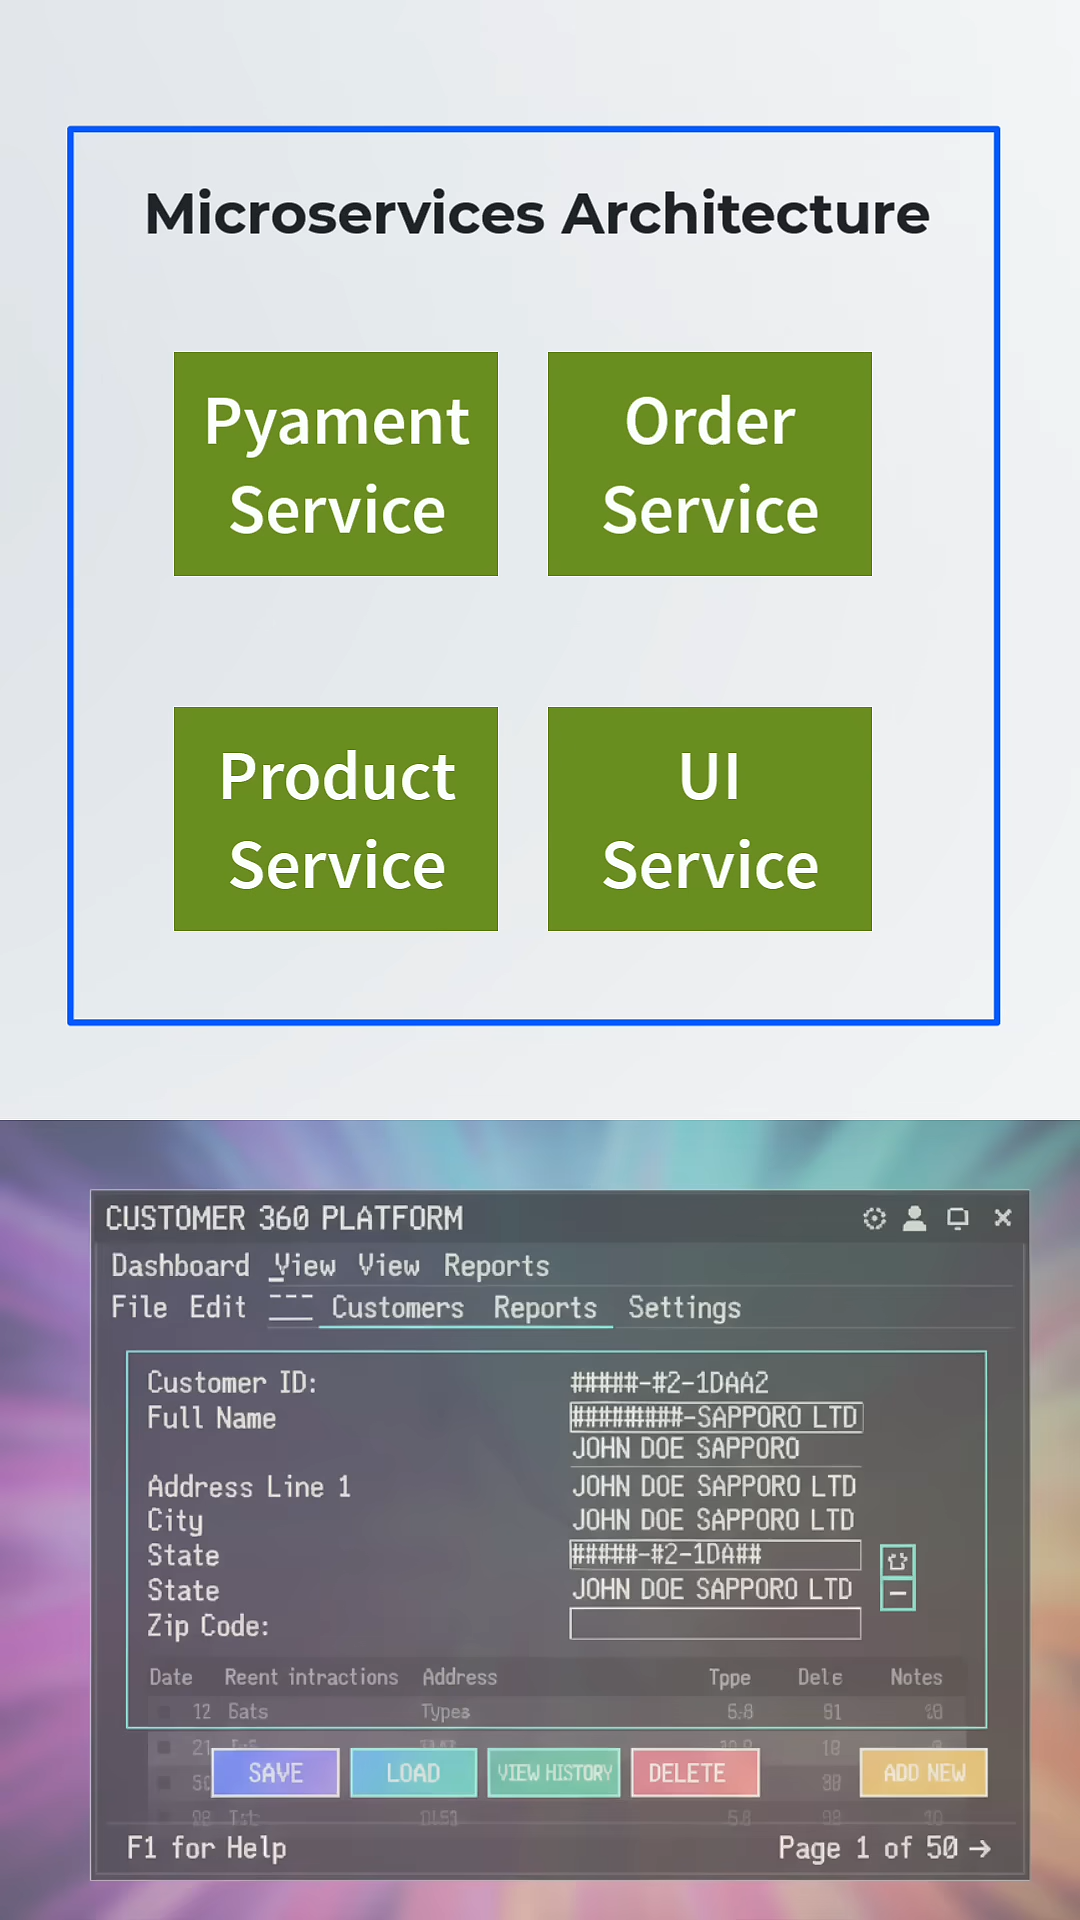 Microservices Architecture
Pyament
Service
Order
Service
Product
Service
UI
Service
CUSTOMER 360 PLATFORM
Dashboard View View Reports
File Edit Customers Reports Settings
Customer ID: #####-#2-1DAA2
Full Name #########-SAPPORO LTD
JOHN DOE SAPPORO
Address Line 1 JOHN DOE SAPPORO LTD
City JOHN DOE SAPPORO LTD
State #####-#2-1DA##
State JOHN DOE SAPPORO LTD
Zip Code:
Date Reent intractions Address Tppe Dele Notes
12 Types
21 18
SAVE LOAD VIEW HISTORY DELETE ADD NEW
F1 for Help Page 1 of 50 →